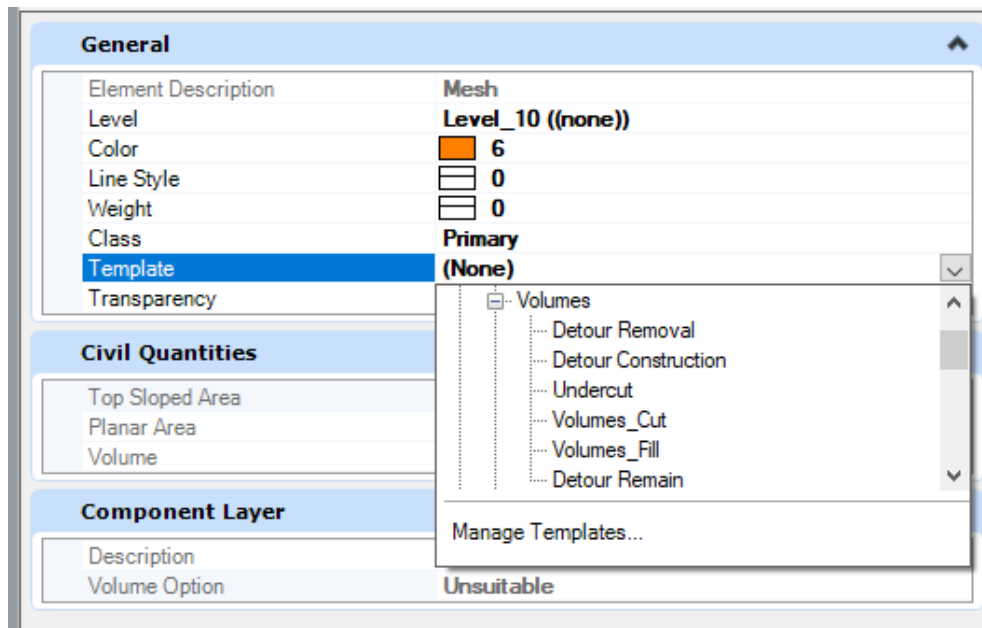 General
Element Description Mesh
Level Level_10 ((none))
Color 6
Line Style 0
Weight 0
Class Primary
Template (None)
Transparency
Volumes
Detour Removal
Detour Construction
Undercut
Volumes_Cut
Volumes_Fill
Detour Remain
Manage Templates...
Civil Quantities
Top Sloped Area
Planar Area
Volume
Component Layer
Description
Volume Option Unsuitable